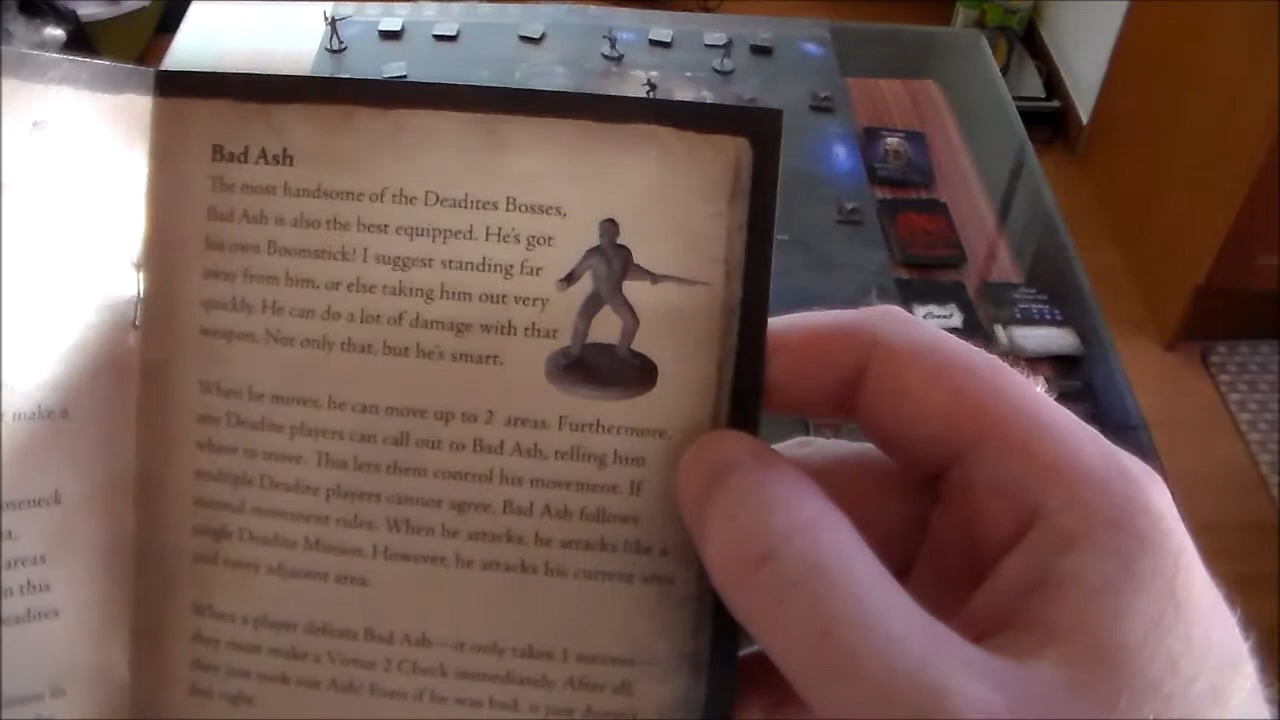 Bad Ash
The most handsome of the Deadites Bosses,
Bad Ash is also the best equipped. He's got
his own Boomstick! I suggest standing far
away from him, or else taking him out very
quickly. He can do a lot of damage with that
weapon. Not only that, but he's smart.
When he moves, he can move up to 2 areas. Furthermore,
any Deadite players can call out to Bad Ash, telling him
where to move. This lets them control his movement. If
multiple Deadite players cannot agree, Bad Ash follows
normal movement rules. When he attacks, he attacks like a
single Deadite Minion. However, he attacks his current area
and every adjacent area.
When a player defeats Bad Ash—it only takes 1 success—
they must make a Virtue 2 Check immediately. After all,
they just took out Ash! Even if he was bad, it just doesn't
feel right.
make a
areas
n this
eadites
Event